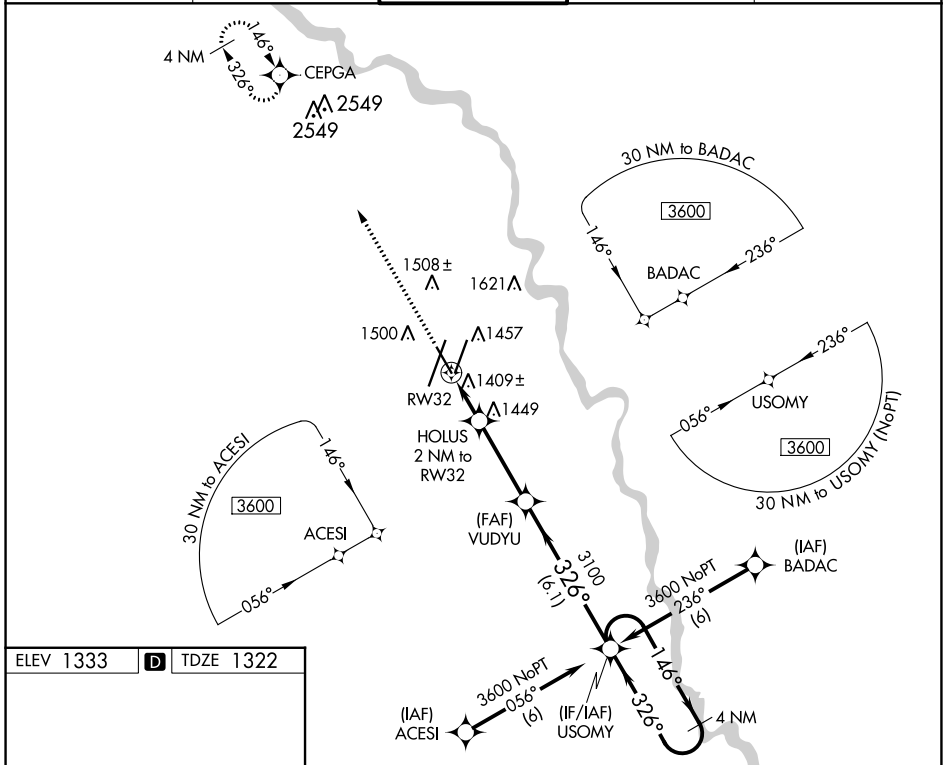 146°
4 NM
326°
CEPGA
2549
2549
30 NM to BADAC
3600
146°
236°
BADAC
1508±
1621
1500
1457
RW32
1409±
1449
HOLUS
2 NM to
RW32
236°
056°
USOMY
3600
30 NM to USOMY (NoPT)
30 NM to ACESI
146°
3600
ACESI
056°
(FAF)
VUDYU
3100
326°
(6.1)
(IAF)
BADAC
3600 NoPT
236°
(6)
3600 NoPT
056°
(6)
146°
326°
4 NM
(IAF)
ACESI
(IF/IAF)
USOMY
ELEV 1333 D TDZE 1322